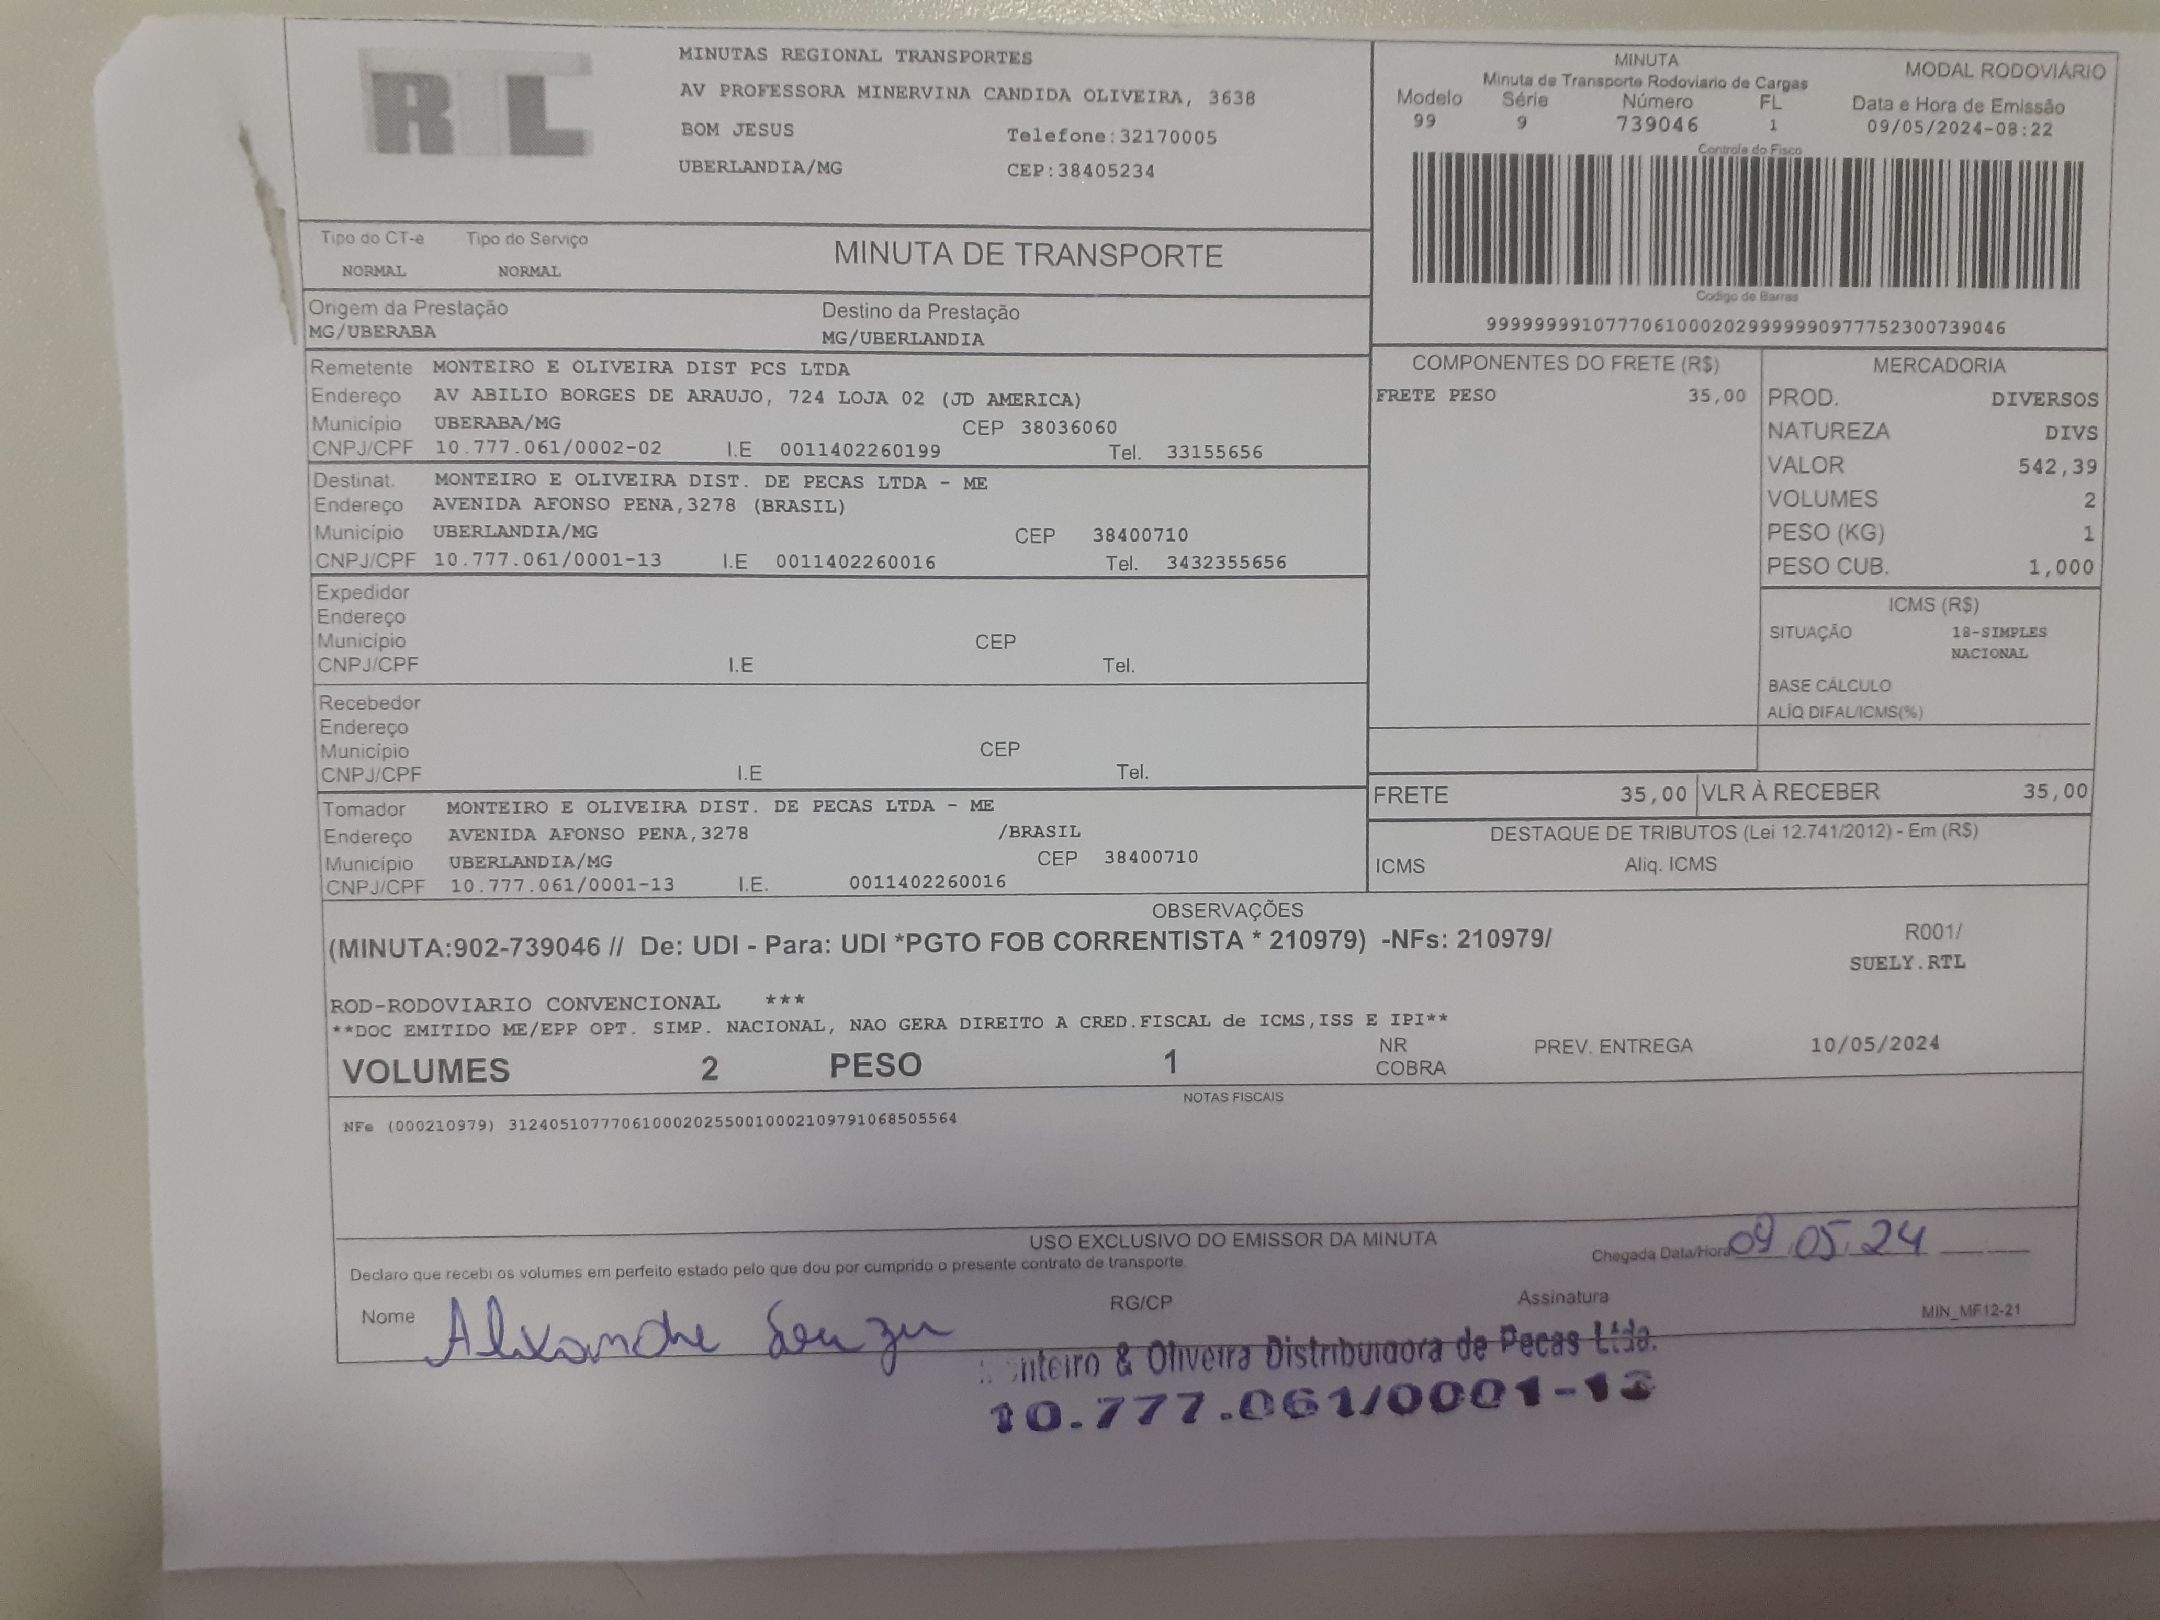 RTL
MINUTAS REGIONAL TRANSPORTES
AV PROFESSORA MINERVINA CANDIDA OLIVEIRA, 3638
BOM JESUS Telefone:32170005
UBERLANDIA/MG CEP:38405234
MINUTA
MODAL RODOVIÁRIO
Minuta de Transporte Rodoviario de Cargas
Modelo Série Número FL Data e Hora de Emissão
99 9 739046 1 09/05/2024-08:22
Controle do Fisco
Codigo de Barras
99999999107770610002029999990977752300739046
Tipo do CT-e Tipo do Serviço
NORMAL NORMAL
MINUTA DE TRANSPORTE
Origem da Prestação Destino da Prestação
MG/UBERABA MG/UBERLANDIA
Remetente MONTEIRO E OLIVEIRA DIST PCS LTDA
Endereço AV ABILIO BORGES DE ARAUJO, 724 LOJA 02 (JD AMERICA)
Município UBERABA/MG CEP 38036060
CNPJ/CPF 10.777.061/0002-02 I.E 0011402260199 Tel. 33155656
Destinat. MONTEIRO E OLIVEIRA DIST. DE PECAS LTDA - ME
Endereço AVENIDA AFONSO PENA,3278 (BRASIL)
Município UBERLANDIA/MG CEP 38400710
CNPJ/CPF 10.777.061/0001-13 I.E 0011402260016 Tel. 3432355656
Expedidor
Endereço
Município CEP
CNPJ/CPF I.E Tel.
Recebedor
Endereço
Município CEP
CNPJ/CPF I.E Tel.
Tomador MONTEIRO E OLIVEIRA DIST. DE PECAS LTDA - ME
Endereço AVENIDA AFONSO PENA,3278 /BRASIL
Município UBERLANDIA/MG CEP 38400710
CNPJ/CPF 10.777.061/0001-13 I.E. 0011402260016
COMPONENTES DO FRETE (R$)
FRETE PESO 35,00
MERCADORIA
PROD. DIVERSOS
NATUREZA DIVS
VALOR 542,39
VOLUMES 2
PESO (KG) 1
PESO CUB. 1,000
ICMS (R$)
SITUAÇÃO 18-SIMPLES
NACIONAL
BASE CÁLCULO
ALÍQ DIFAL/ICMS(%)
FRETE 35,00 VLR À RECEBER 35,00
DESTAQUE DE TRIBUTOS (Lei 12.741/2012) - Em (R$)
ICMS Aliq. ICMS
OBSERVAÇÕES
(MINUTA:902-739046 // De: UDI - Para: UDI *PGTO FOB CORRENTISTA * 210979) -NFs: 210979/
R001/
SUELY.RTL
ROD-RODOVIARIO CONVENCIONAL ***
**DOC EMITIDO ME/EPP OPT. SIMP. NACIONAL, NAO GERA DIREITO A CRED.FISCAL de ICMS,ISS E IPI**
VOLUMES 2 PESO 1
NR
COBRA
PREV. ENTREGA 10/05/2024
NOTAS FISCAIS
NFe (000210979) 31240510777061000202550010002109791068505564
USO EXCLUSIVO DO EMISSOR DA MINUTA
Declaro que recebi os volumes em perfeito estado pelo que dou por cumprido o presente contrato de transporte.
Chegada Data/Hora 09 05 24
Nome Alexandre Souza RG/CP Assinatura MIN_MF12-21
& Oliveira Distribuidora de Pecas Ltda.
10.777.061/0001-13